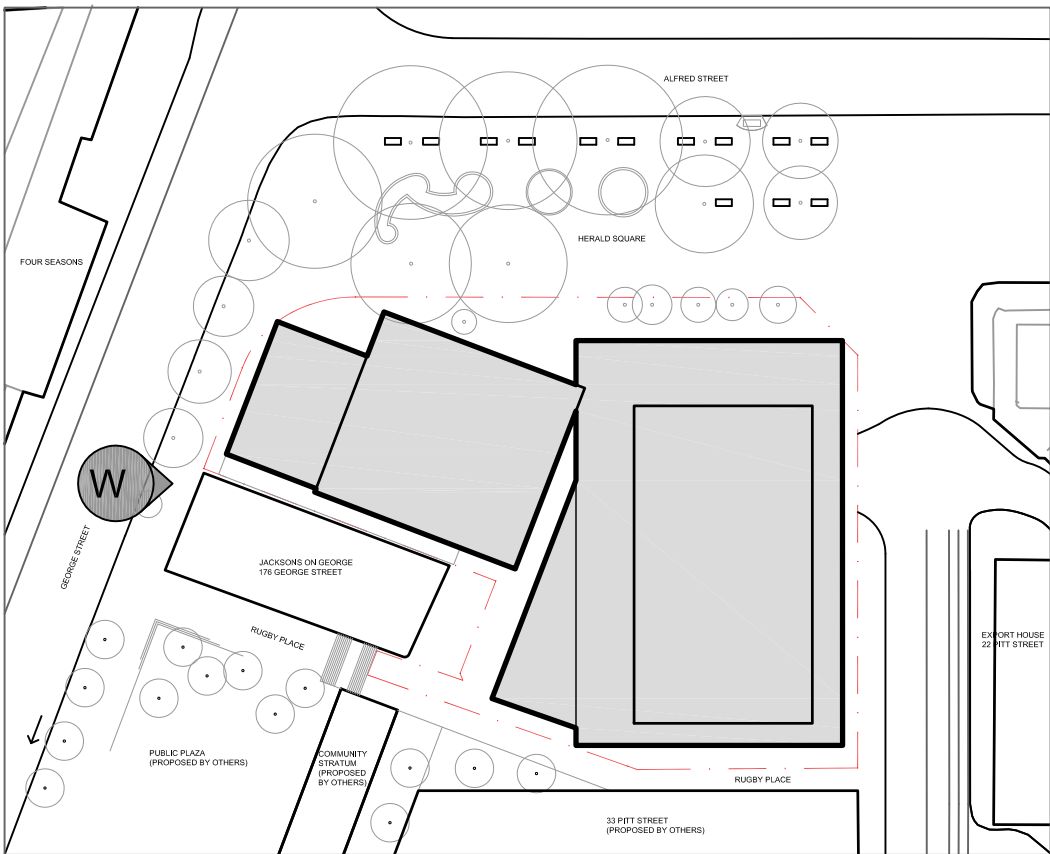 ALFRED STREET
HERALD SQUARE
FOUR SEASONS
W
GEORGE STREET
JACKSONS ON GEORGE
176 GEORGE STREET
RUGBY PLACE
EXPORT HOUSE
22 PITT STREET
PUBLIC PLAZA
(PROPOSED BY OTHERS)
COMMUNITY
STRATUM
(PROPOSED
BY OTHERS)
RUGBY PLACE
33 PITT STREET
(PROPOSED BY OTHERS)